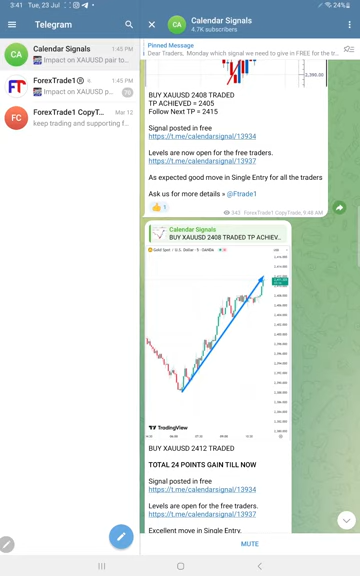 3:41 Tue, 23 Jul
24%
Telegram
Calendar Signals
4.7K subscribers
Calendar Signals 1:45 PM
Impact on XAUUSD pair to...
ForexTrade1 1:45 PM
Impact on XAUUSD p...
ForexTrade1 CopyT... Mar 12
keep trading and supporting f...
CA
FC
Pinned Message
Dear Traders, Monday which signal we need to give in FREE for the tr...
2,390.00
BUY XAUUSD 2408 TRADED
TP ACHIEVED = 2405
Follow Next TP = 2415
Signal posted in free
https://t.me/calendarsignal/13934
Levels are now open for the free traders.
https://t.me/calendarsignal/13937
As expected good move in Single Entry for all the traders
Ask us for more details » @Ftrade1
1
343 ForexTrade1 CopyTrade, 9:48 AM
Calendar Signals
BUY XAUUSD 2408 TRADED TP ACHIEV...
Gold Spot / U.S. Dollar · 5 · OANDA
TradingView
BUY XAUUSD 2412 TRADED
TOTAL 24 POINTS GAIN TILL NOW
Signal posted in free
https://t.me/calendarsignal/13934
Levels are open for the free traders.
https://t.me/calendarsignal/13937
Excellent move in Single Entry.
MUTE